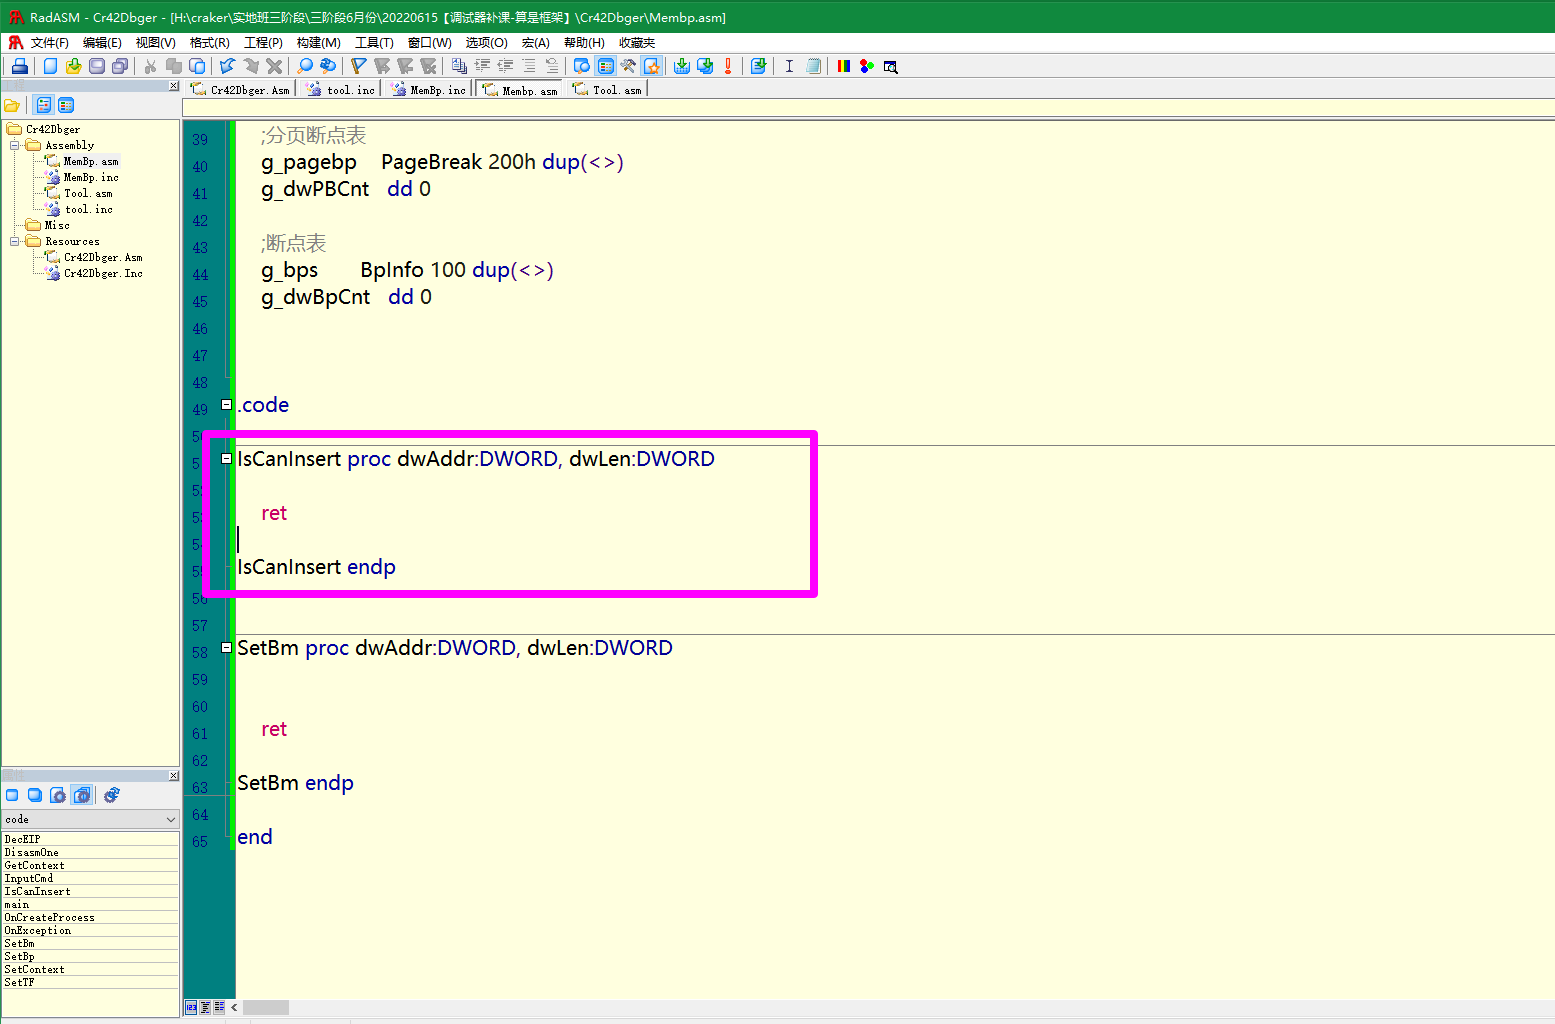 RadASM - Cr42Dbger - [H:\craker\实地班三阶段\三阶段6月份\20220615【调试器补课-算是框架】\Cr42Dbger\Membp.asm]
文件(F) 编辑(E) 视图(V) 格式(R) 工程(P) 构建(M) 工具(T) 窗口(W) 选项(O) 宏(A) 帮助(H) 收藏夹
Cr42Dbger.Asm tool.inc MemBp.inc Membp.asm Tool.asm
Cr42Dbger
Assembly
MemBp.asm
MemBp.inc
Tool.asm
tool.inc
Misc
Resources
Cr42Dbger.Asm
Cr42Dbger.Inc
属性
code
DecEIP
DisasmOne
GetContext
InputCmd
IsCanInsert
main
OnCreateProcess
OnException
SetBm
SetBp
SetContext
SetTF
39 ;分页断点表
40 g_pagebp PageBreak 200h dup(<>)
41 g_dwPBCnt dd 0
42
43 ;断点表
44 g_bps BpInfo 100 dup(<>)
45 g_dwBpCnt dd 0
46
47
48
49 .code
5
5 IsCanInsert proc dwAddr:DWORD, dwLen:DWORD
5
5 ret
5
5 IsCanInsert endp
56
57
58 SetBm proc dwAddr:DWORD, dwLen:DWORD
59
60
61 ret
62
63 SetBm endp
64
65 end